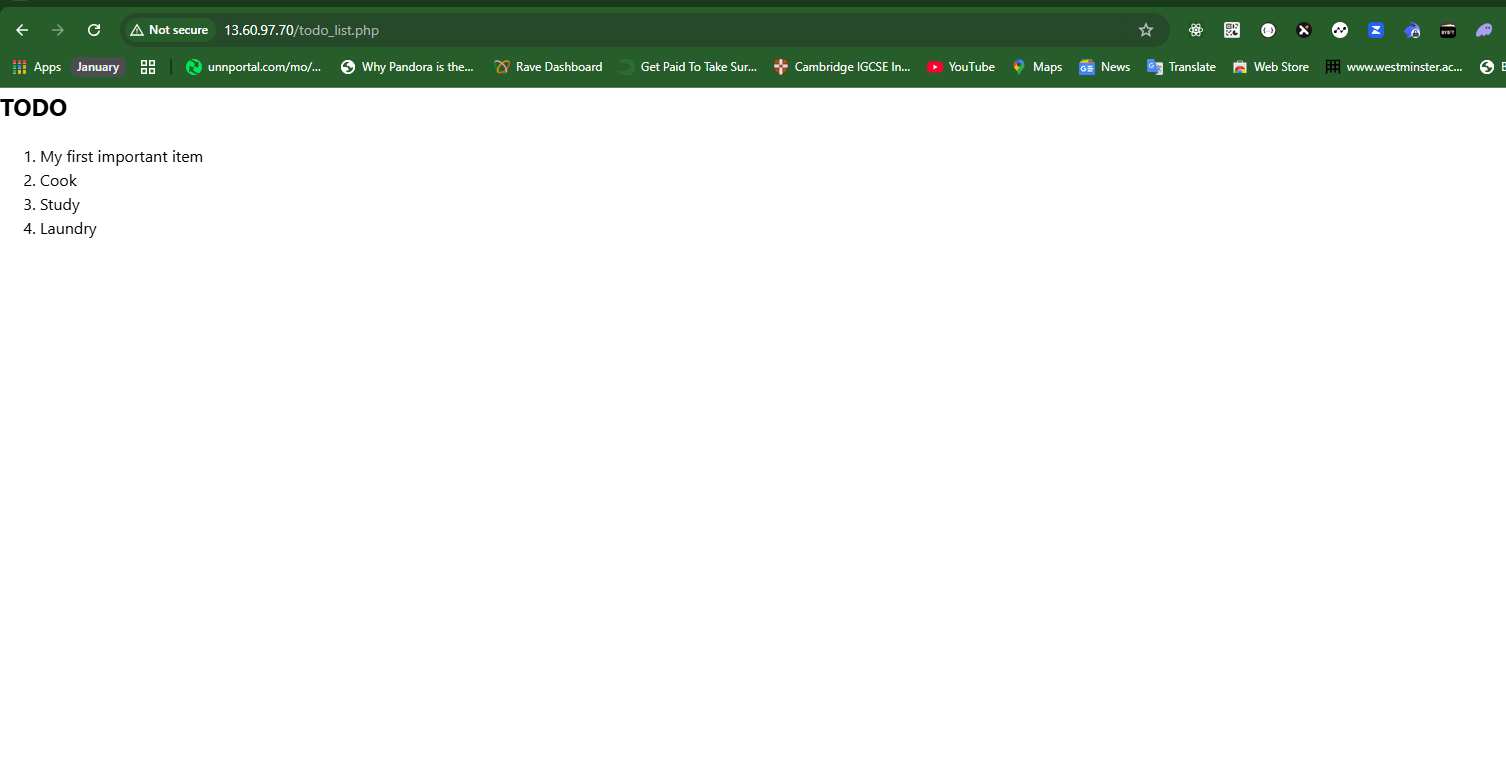 Not secure 13.60.97.70/todo_list.php
Apps January unnportal.com/mo/... Why Pandora is the... Rave Dashboard Get Paid To Take Sur... Cambridge IGCSE In... YouTube Maps News Translate Web Store www.westminster.ac...
TODO
1. My first important item
2. Cook
3. Study
4. Laundry